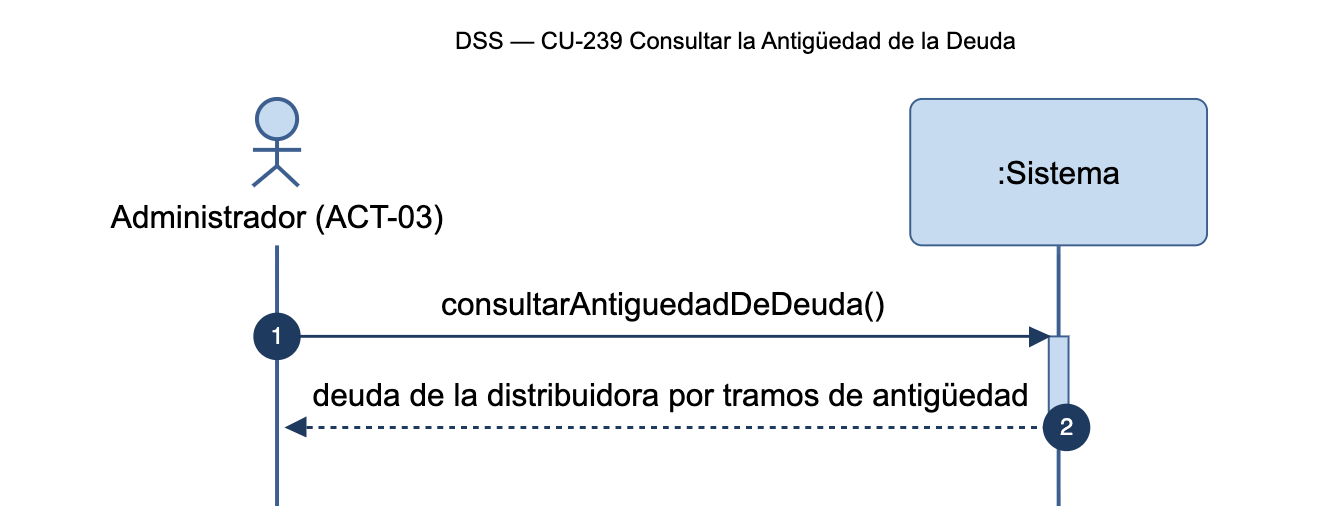 DSS — CU-239 Consultar la Antigüedad de la Deuda
Administrador (ACT-03)
:Sistema
consultarAntiguedadDeDeuda()
1
deuda de la distribuidora por tramos de antigüedad
2